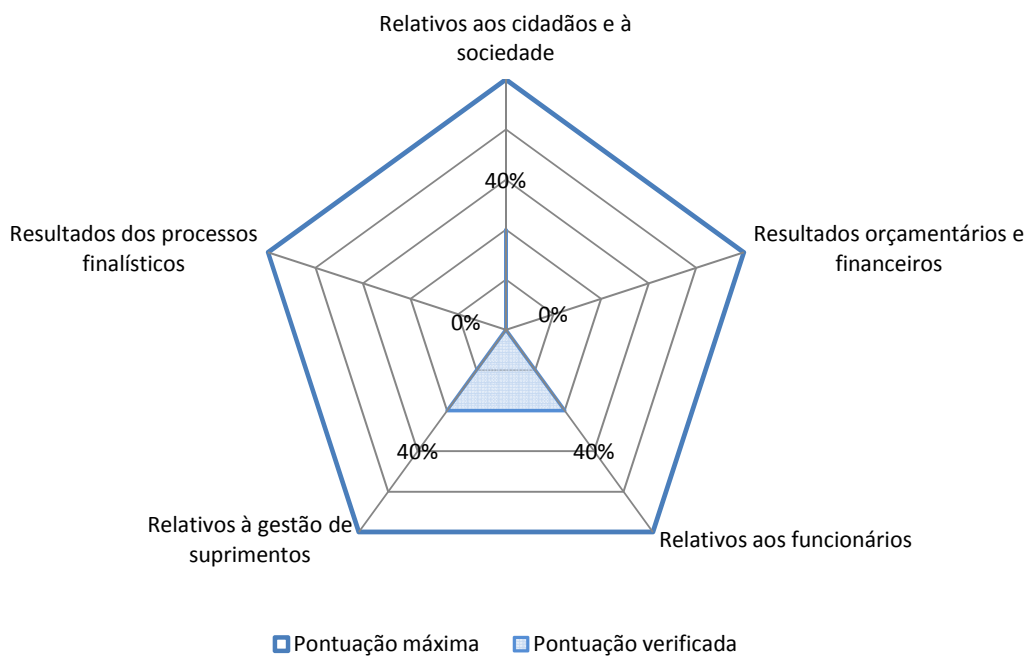 Relativos aos cidadãos e à
sociedade
40%
Resultados dos processos
finalísticos
Resultados orçamentários e
financeiros
0%
0%
40%
40%
Relativos à gestão de
suprimentos
Relativos aos funcionários
Pontuação máxima
Pontuação verificada